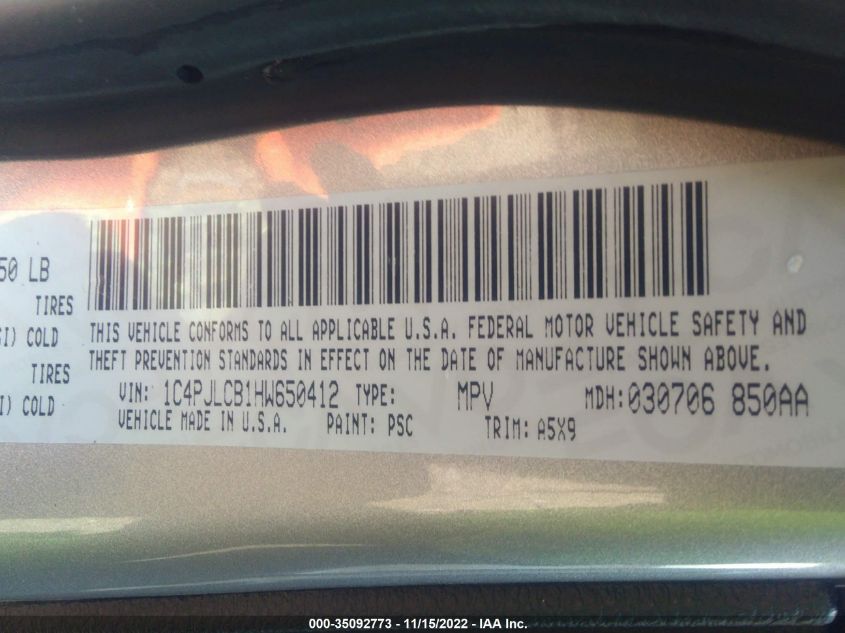 50 LB
TIRES
SI) COLD
TIRES
I) COLD
THIS VEHICLE CONFORMS TO ALL APPLICABLE U.S.A. FEDERAL MOTOR VEHICLE SAFETY AND
THEFT PREVENTION STANDARDS IN EFFECT ON THE DATE OF MANUFACTURE SHOWN ABOVE.
VIN: 1C4PJLCB1HW650412 TYPE: MPV MDH:030706 850AA
VEHICLE MADE IN U.S.A. PAINT: PSC TRIM: A5X9
000-35092773 - 11/15/2022 - IAA Inc.